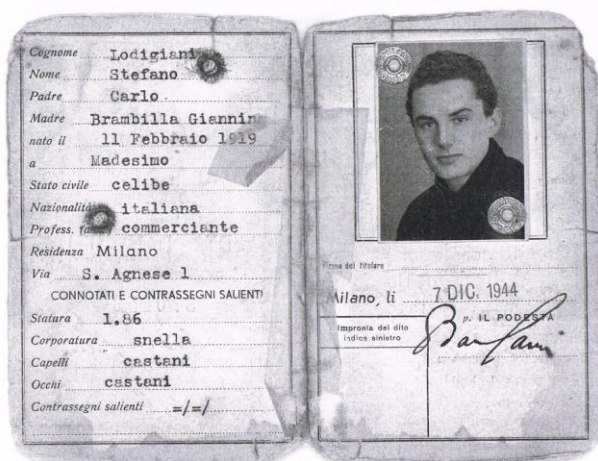 Cognome Lodigiani
Nome Stefano
Padre Carlo
Madre Brambilla Giannin
nato il 11 Febbraio 1919
a Madesimo
Stato civile celibe
Nazionalità italiana
Profess. commerciante
Residenza Milano
Via S. Agnese 1
CONNOTATI E CONTRASSEGNI SALIENTI
Statura 1.86
Corporatura snella
Capelli castani
Occhi castani
Contrassegni salienti =/=/
Firma del titolare
Milano, li 7 DIC. 1944
p. IL PODESTÀ
Impronta del dito
indice sinistro